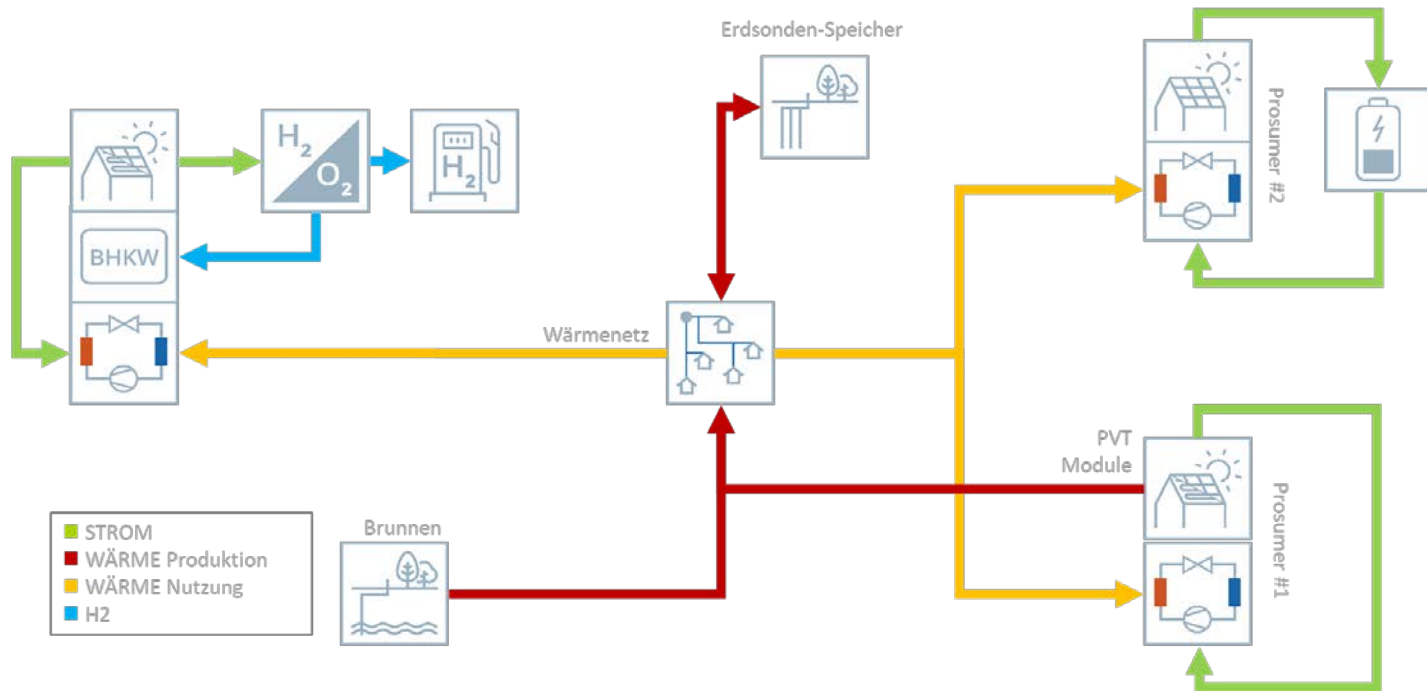 Erdsonden-Speicher
Prosumer #2
H2
O2
H2
BHKW
Wärmenetz
PVT
Module
Prosumer #1
Brunnen
STROM
WÄRME Produktion
WÄRME Nutzung
H2